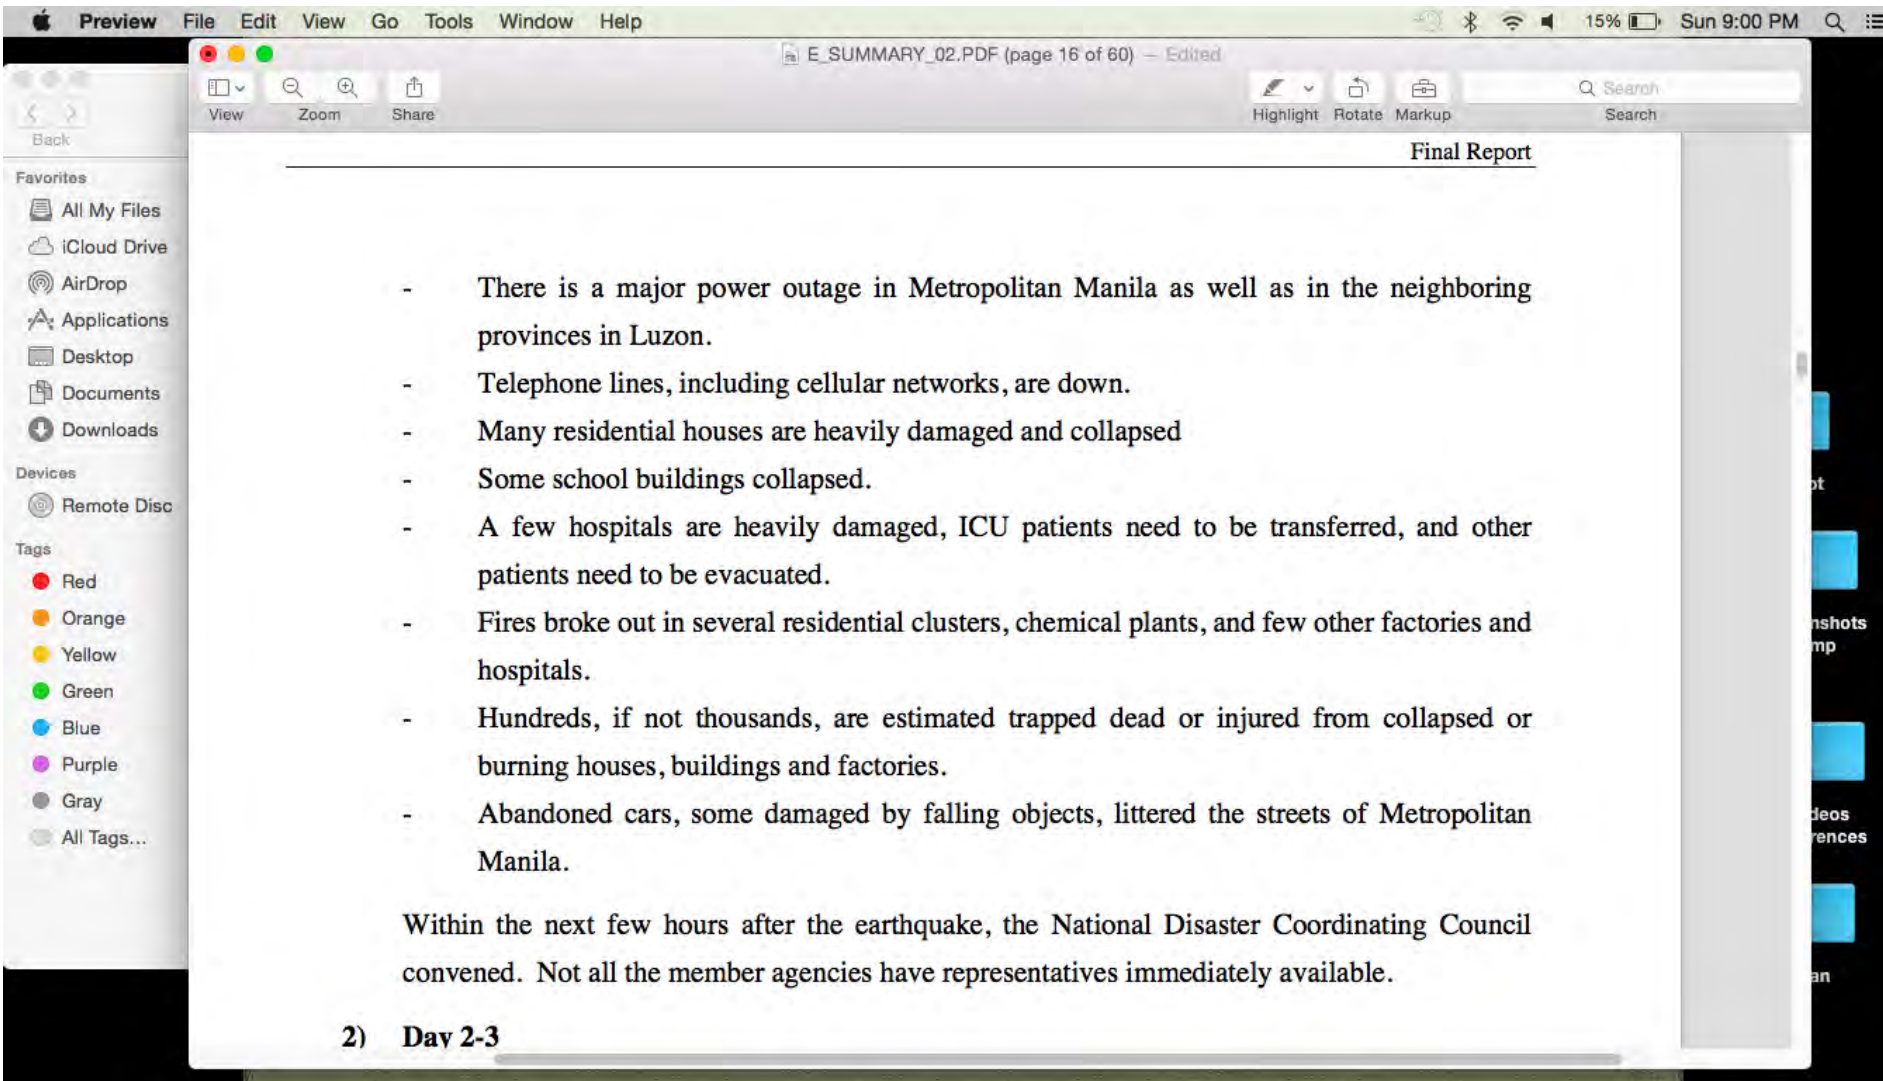 Preview File Edit View Go Tools Window Help 15% Sun 9:00 PM
E_SUMMARY_02.PDF (page 16 of 60) — Edited
View Zoom Share Highlight Rotate Markup Search
Search
Back
Favorites
All My Files
iCloud Drive
AirDrop
Applications
Desktop
Documents
Downloads
Devices
Remote Disc
Tags
Red
Orange
Yellow
Green
Blue
Purple
Gray
All Tags...
Final Report
- There is a major power outage in Metropolitan Manila as well as in the neighboring
provinces in Luzon.
- Telephone lines, including cellular networks, are down.
- Many residential houses are heavily damaged and collapsed
- Some school buildings collapsed.
- A few hospitals are heavily damaged, ICU patients need to be transferred, and other
patients need to be evacuated.
- Fires broke out in several residential clusters, chemical plants, and few other factories and
hospitals.
- Hundreds, if not thousands, are estimated trapped dead or injured from collapsed or
burning houses, buildings and factories.
- Abandoned cars, some damaged by falling objects, littered the streets of Metropolitan
Manila.
Within the next few hours after the earthquake, the National Disaster Coordinating Council
convened. Not all the member agencies have representatives immediately available.
2) Day 2-3